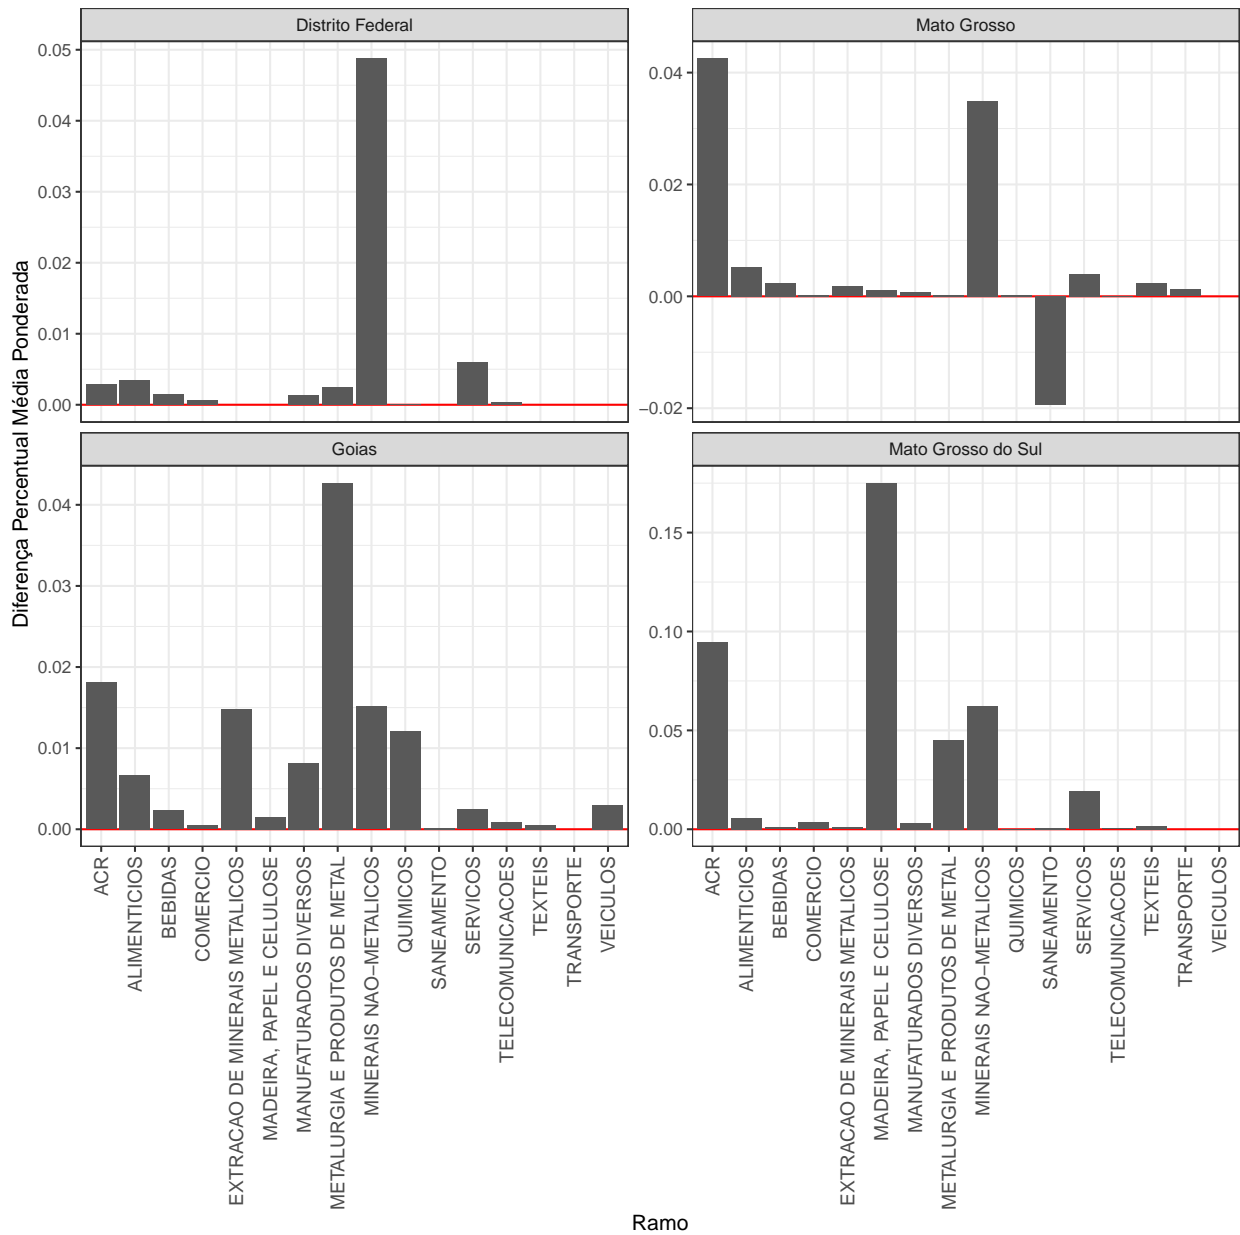 Distrito Federal
Mato Grosso
0.05
0.04
0.03
0.02
0.01
0.00
0.04
0.02
0.00
−0.02
Diferença Percentual Média Ponderada
Goias
Mato Grosso do Sul
0.04
0.03
0.02
0.01
0.00
0.15
0.10
0.05
0.00
ACR
ALIMENTICIOS
BEBIDAS
COMERCIO
EXTRACAO DE MINERAIS METALICOS
MADEIRA, PAPEL E CELULOSE
MANUFATURADOS DIVERSOS
METALURGIA E PRODUTOS DE METAL
MINERAIS NAO−METALICOS
QUIMICOS
SANEAMENTO
SERVICOS
TELECOMUNICACOES
TEXTEIS
TRANSPORTE
VEICULOS
ACR
ALIMENTICIOS
BEBIDAS
COMERCIO
EXTRACAO DE MINERAIS METALICOS
MADEIRA, PAPEL E CELULOSE
MANUFATURADOS DIVERSOS
METALURGIA E PRODUTOS DE METAL
MINERAIS NAO−METALICOS
QUIMICOS
SANEAMENTO
SERVICOS
TELECOMUNICACOES
TEXTEIS
TRANSPORTE
VEICULOS
Ramo